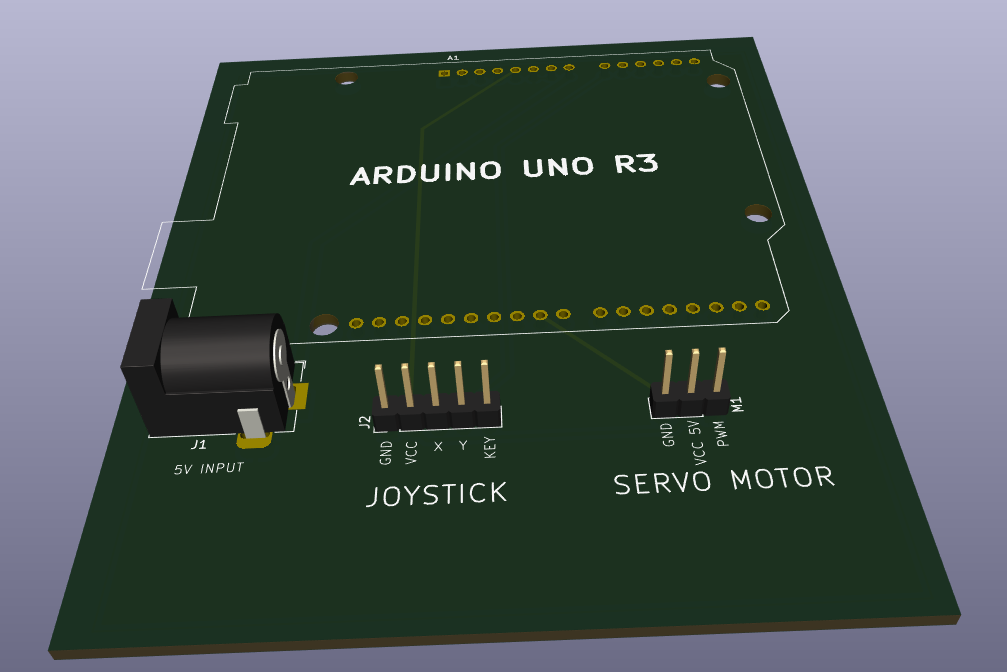 A1
ARDUINO UNO R3
J1
5V INPUT
J2
GND
VCC
X
Y
KEY
JOYSTICK
M1
GND
VCC 5V
PWM
SERVO MOTOR